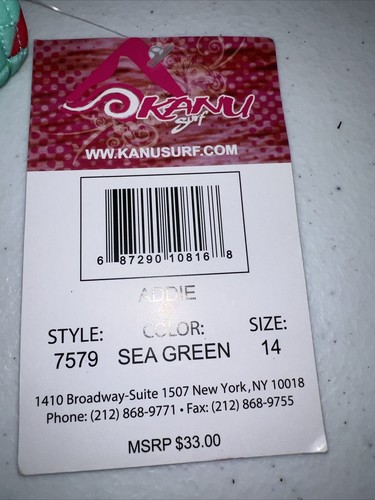 KANU
Surf
WW.KANUSURF.COM
6 87290 10816 8
ADDIE
STYLE: COLOR: SIZE:
7579 SEA GREEN 14
1410 Broadway-Suite 1507 New York, NY 10018
Phone: (212) 868-9771 • Fax: (212) 868-9755
MSRP $33.00